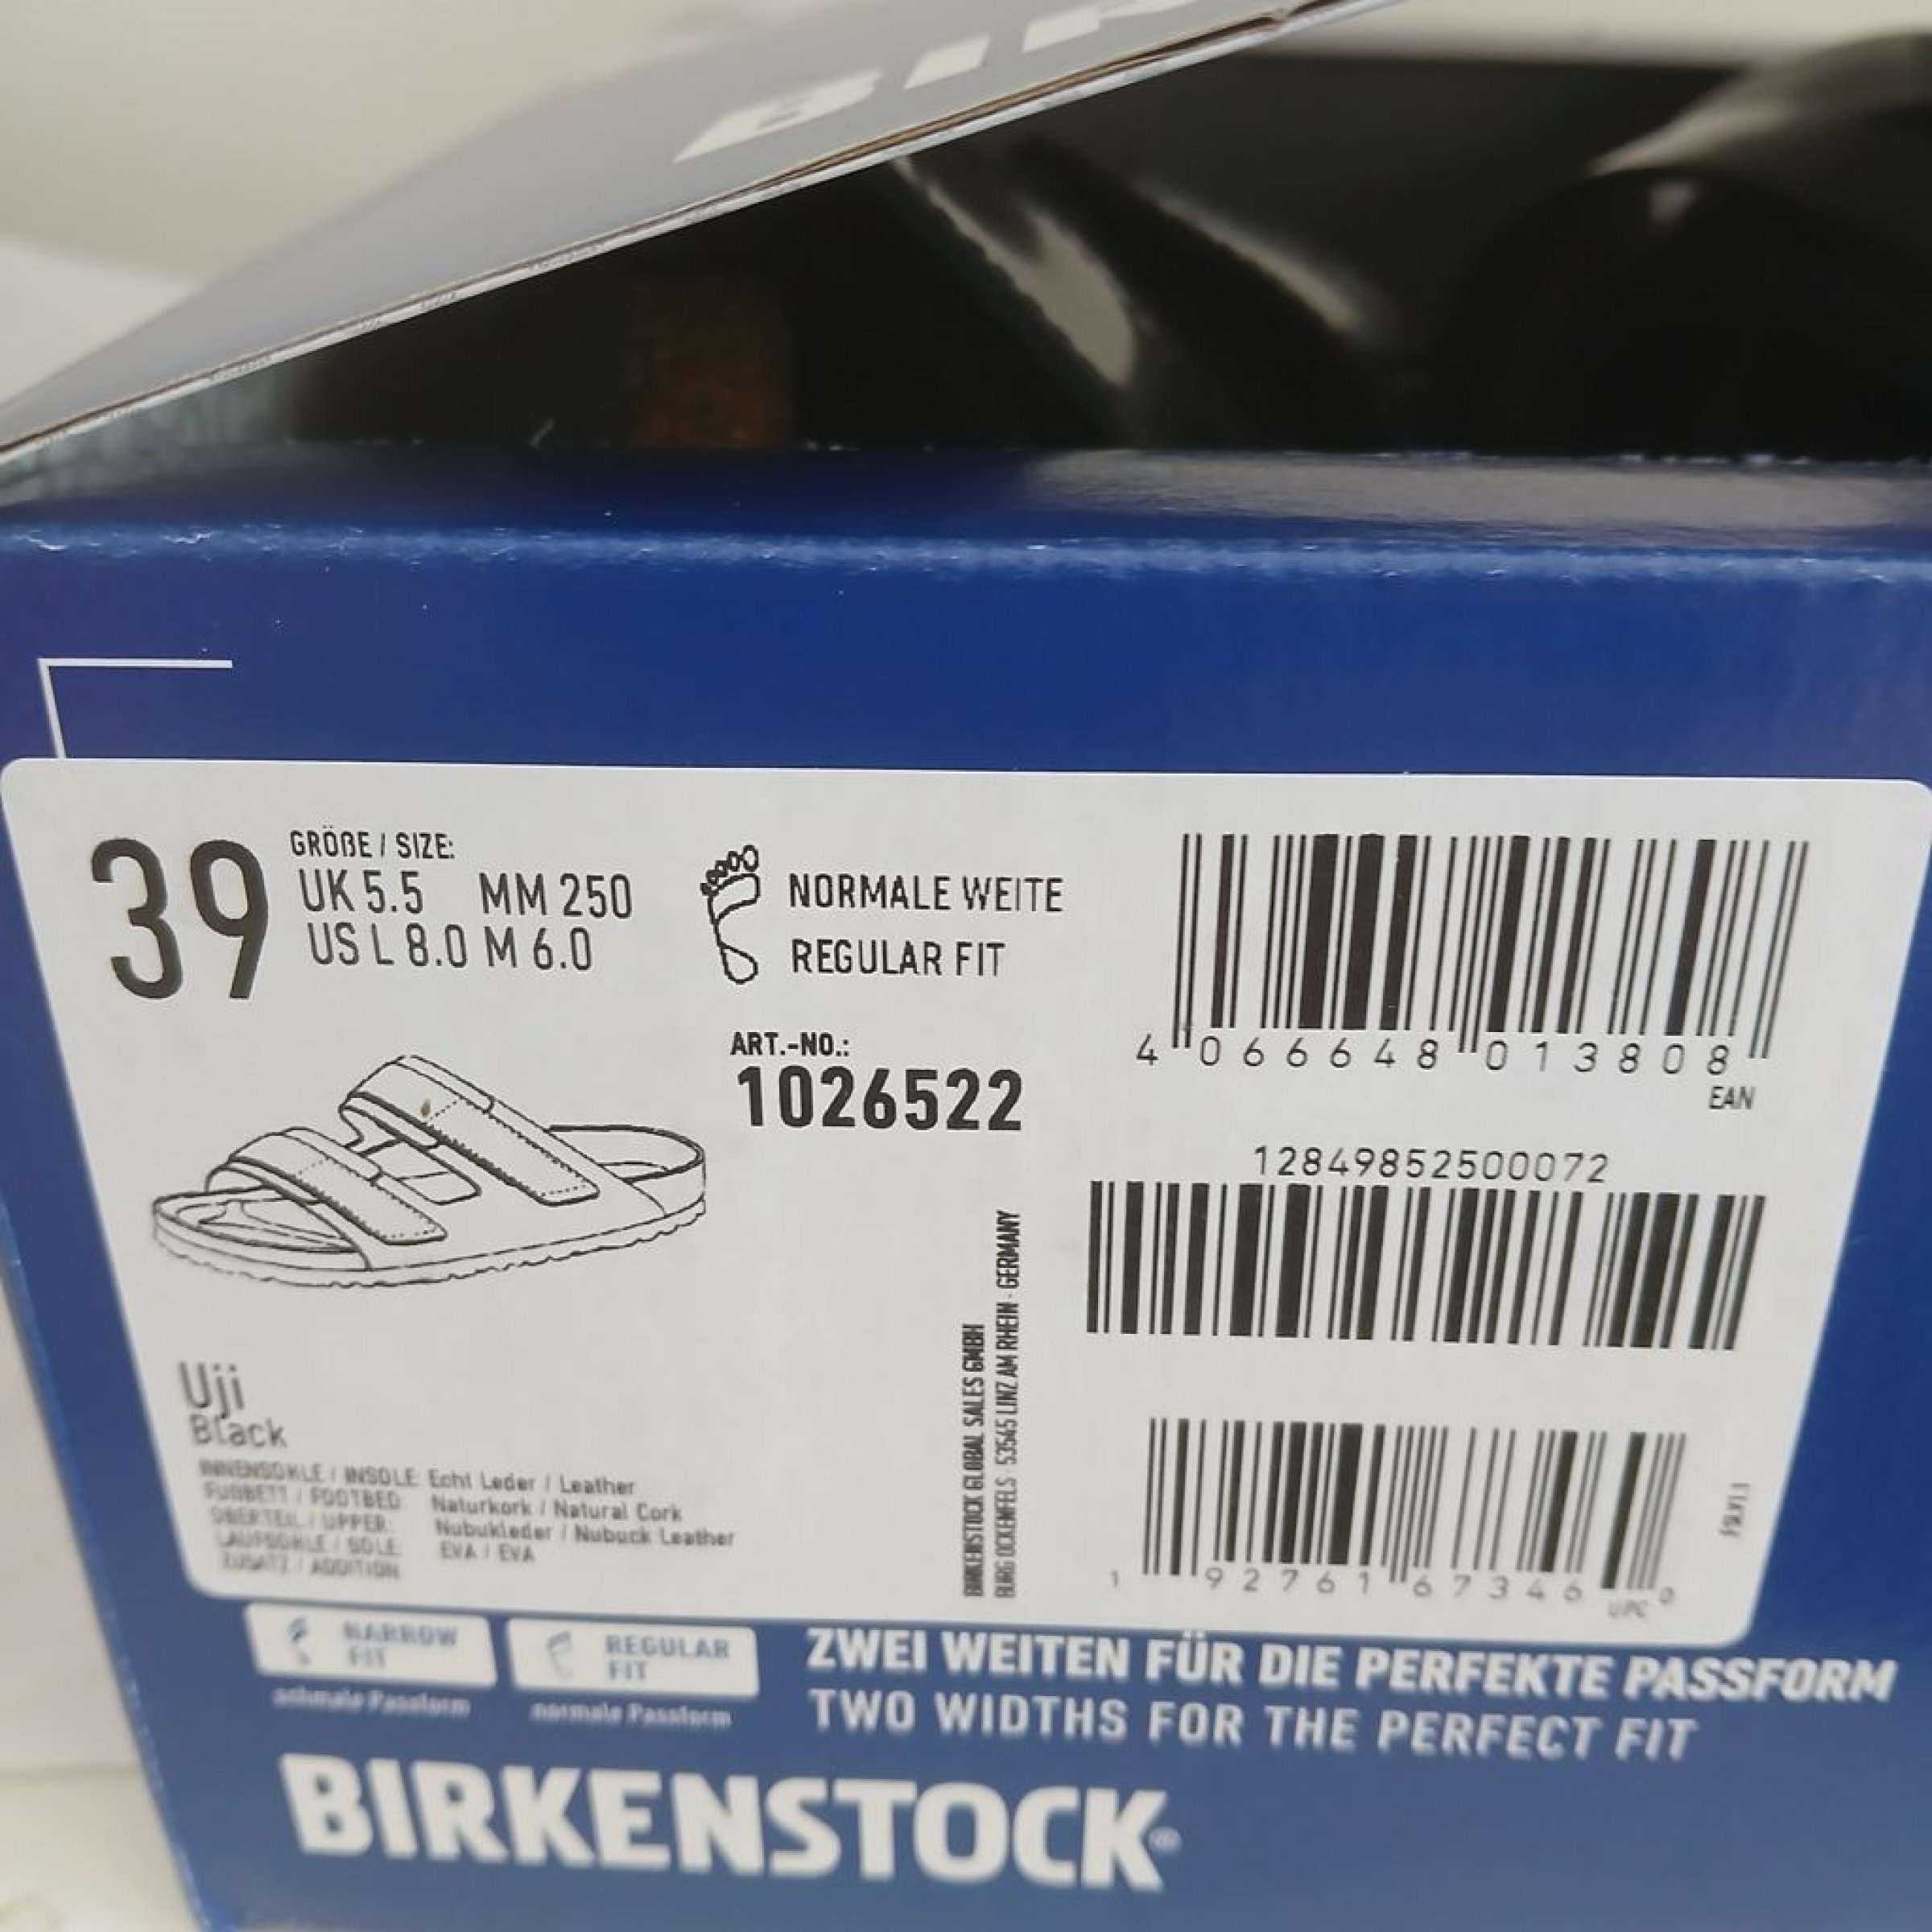 BIR
39
GRÖẞE / SIZE:
UK 5.5 MM 250
US L 8.0 M 6.0
NORMALE WEITE
REGULAR FIT
ART.-NO.:
1026522
4 066648 013808
EAN
12849852500072
Uji
Black
INNENSOHLE / INSOLE: Echt Leder / Leather
FUßBETT / FOOTBED: Naturkork / Natural Cork
OBERTEIL / UPPER: Nubukleder / Nubuck Leather
LAUFSOHLE / SOLE: EVA / EVA
ZUSATZ / ADDITION
BIRKENSTOCK GLOBAL SALES GMBH
BURG OCKENFELS 53545 LINZ AM RHEIN · GERMANY
1 92761 67346 0
UPC
NARROW
FIT
schmale Passform
REGULAR
FIT
normale Passform
ZWEI WEITEN FÜR DIE PERFEKTE PASSFORM
TWO WIDTHS FOR THE PERFECT FIT
BIRKENSTOCK®